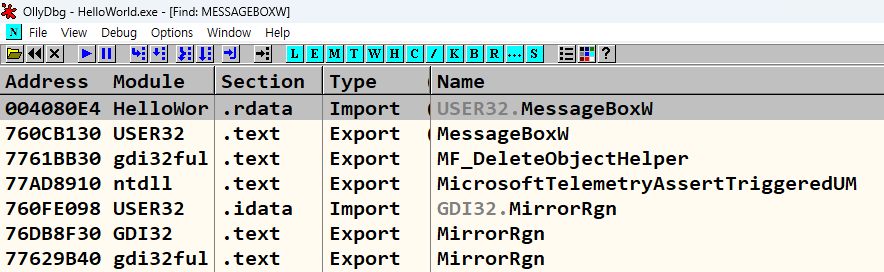 OllyDbg - HelloWorld.exe - [Find: MESSAGEBOXW]
N File View Debug Options Window Help
L E M T W H C / K B R ... S ?
Address Module Section Type ( Name
004080E4 HelloWor .rdata Import ( USER32.MessageBoxW
760CB130 USER32 .text Export ( MessageBoxW
7761BB30 gdi32ful .text Export MF_DeleteObjectHelper
77AD8910 ntdll .text Export MicrosoftTelemetryAssertTriggeredUM
760FE098 USER32 .idata Import GDI32.MirrorRgn
76DB8F30 GDI32 .text Export MirrorRgn
77629B40 gdi32ful .text Export MirrorRgn